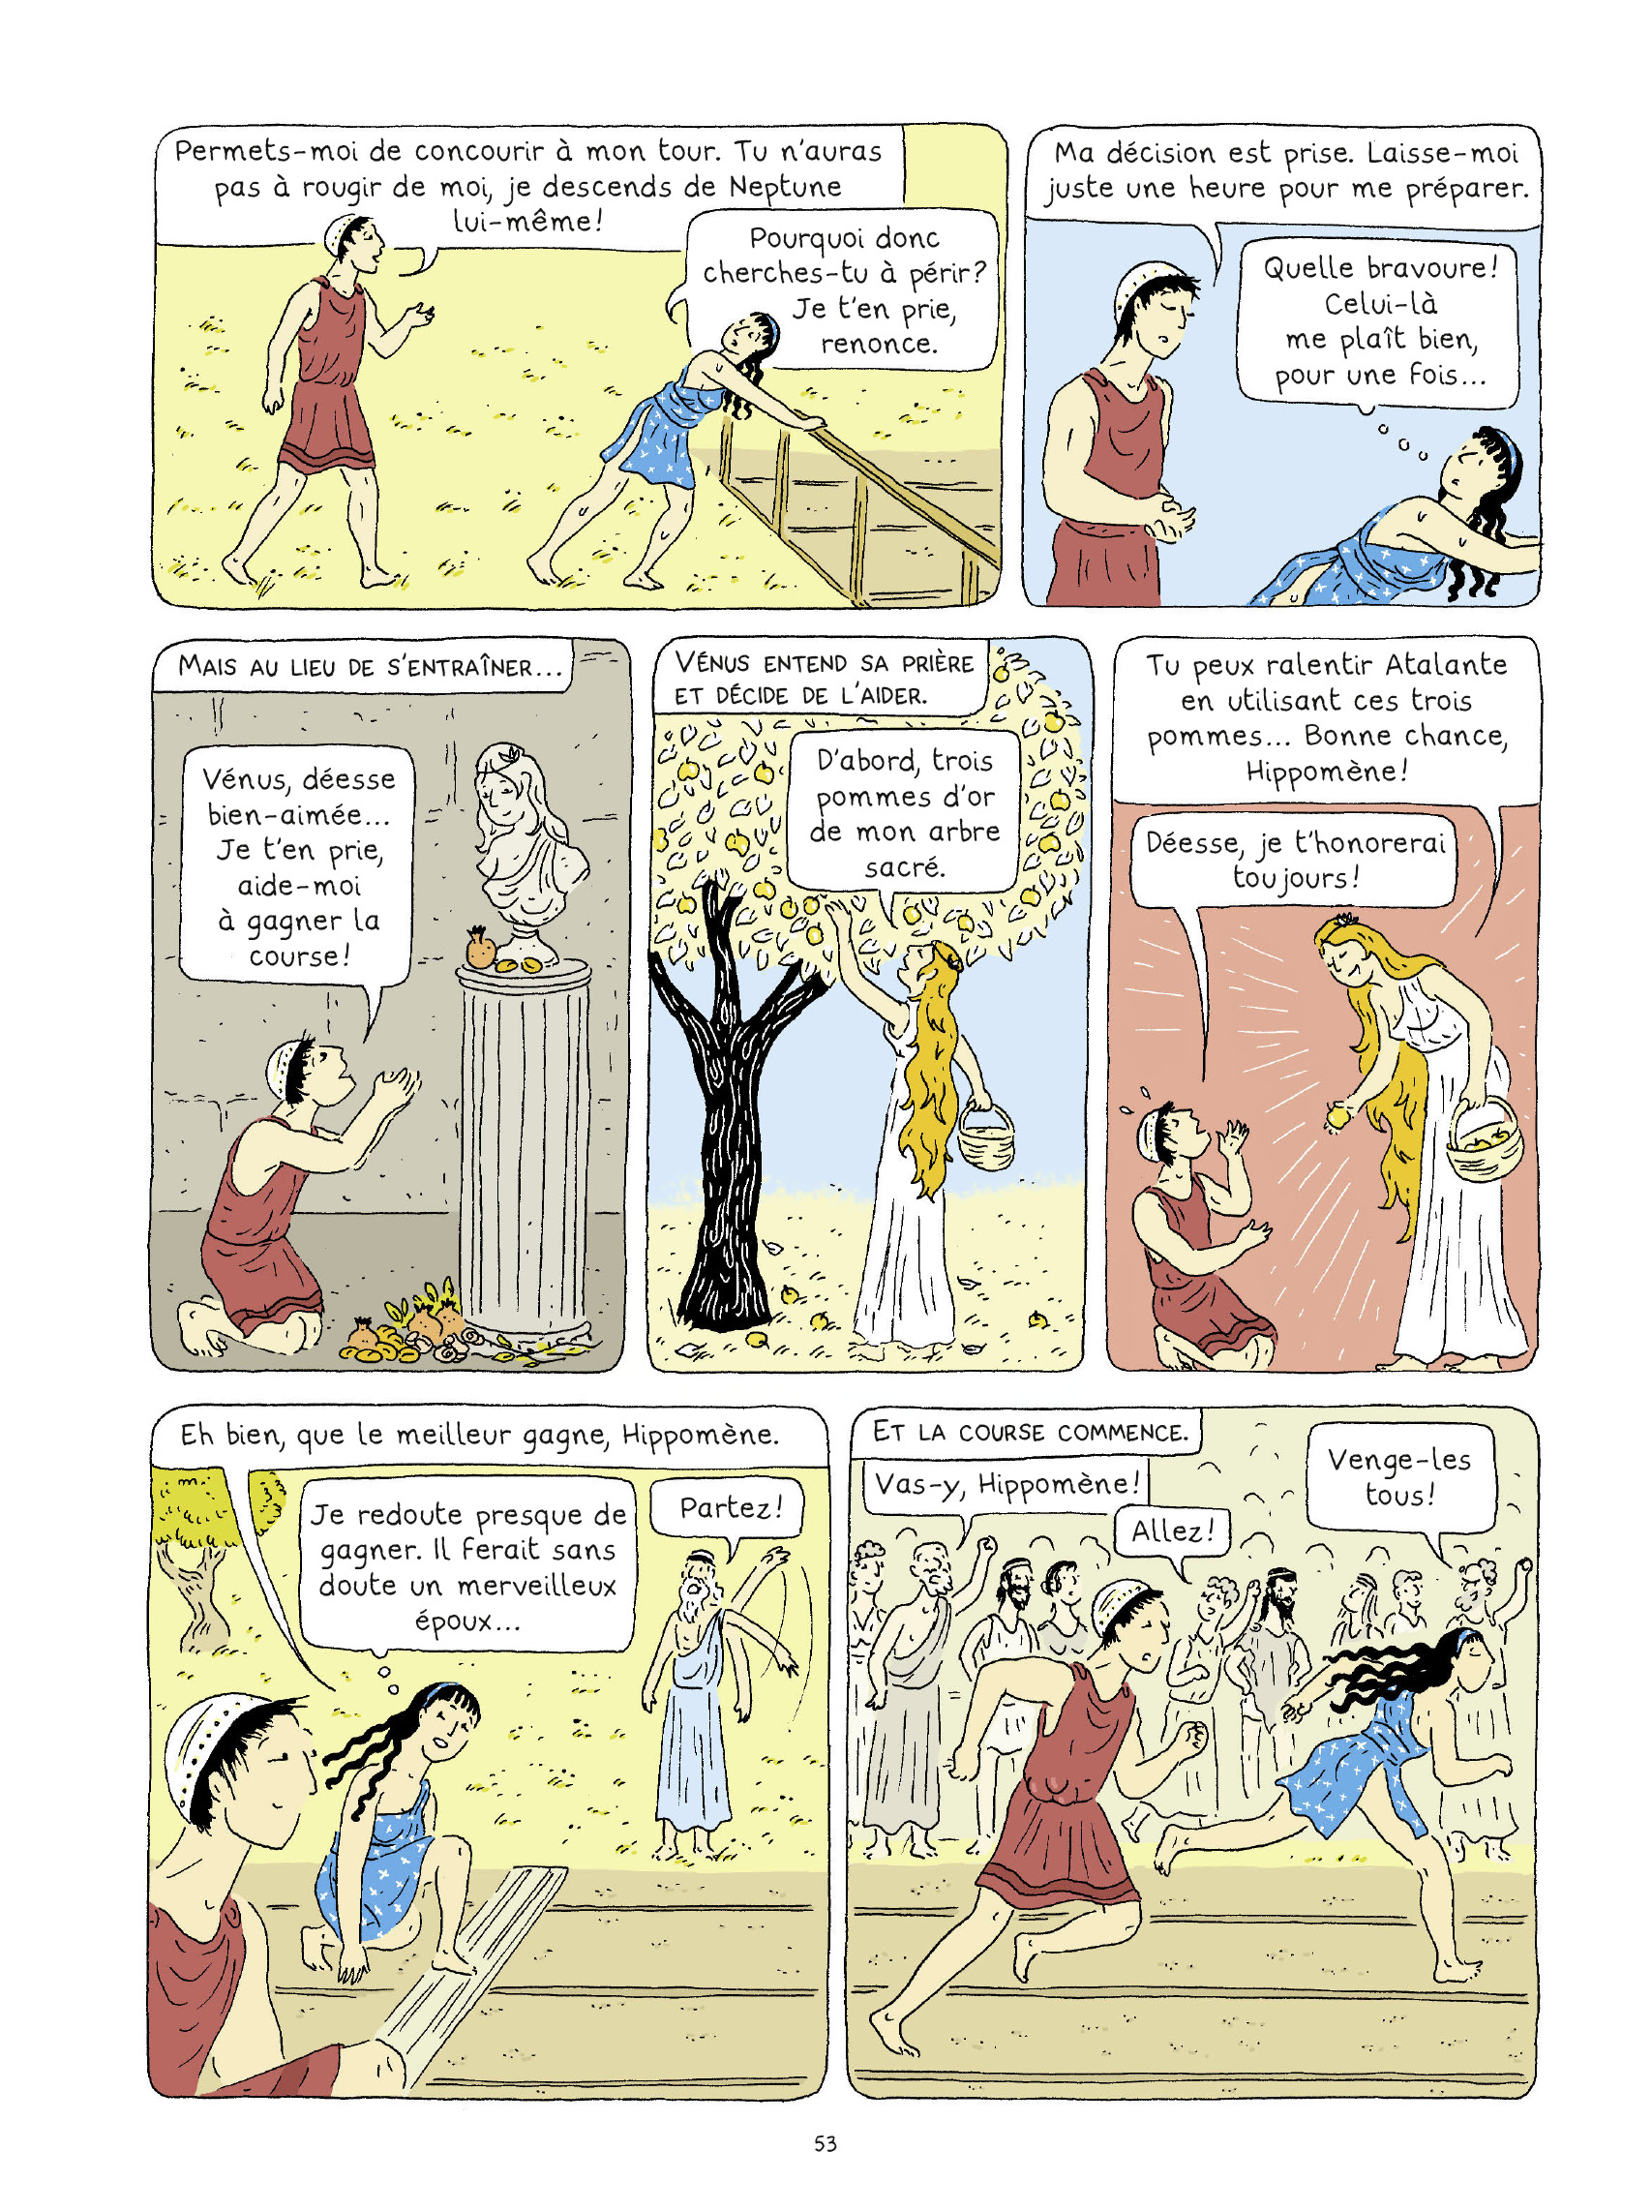 Permets-moi de concourir à mon tour. Tu n'auras
pas à rougir de moi, je descends de Neptune
lui-même!
Pourquoi donc
cherches-tu à périr?
Je t'en prie,
renonce.
Ma décision est prise. Laisse-moi
juste une heure pour me préparer.
Quelle bravoure!
Celui-là
me plaît bien,
pour une fois...
MAIS AU LIEU DE S'ENTRAÎNER...
Vénus, déesse
bien-aimée...
Je t'en prie,
aide-moi
à gagner la
course!
VÉNUS ENTEND SA PRIÈRE
ET DÉCIDE DE L'AIDER.
D'abord, trois
pommes d'or
de mon arbre
sacré.
Tu peux ralentir Atalante
en utilisant ces trois
pommes... Bonne chance,
Hippomène!
Déesse, je t'honorerai
toujours!
Eh bien, que le meilleur gagne, Hippomène.
Je redoute presque de
gagner. Il ferait sans
doute un merveilleux
époux...
Partez!
ET LA COURSE COMMENCE.
Vas-y, Hippomène!
Allez!
Venge-les
tous!
53